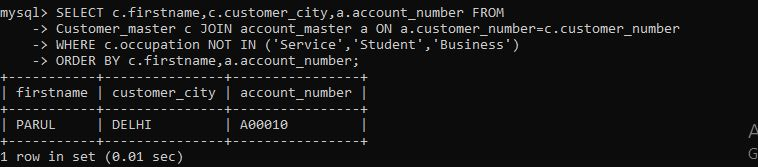 mysql> SELECT c.firstname,c.customer_city,a.account_number FROM
    -> Customer_master c JOIN account_master a ON a.customer_number=c.customer_number
    -> WHERE c.occupation NOT IN ('Service','Student','Business')
    -> ORDER BY c.firstname,a.account_number;
+-----------+---------------+----------------+
| firstname | customer_city | account_number |
+-----------+---------------+----------------+
| PARUL     | DELHI         | A00010         |
+-----------+---------------+----------------+
1 row in set (0.01 sec)